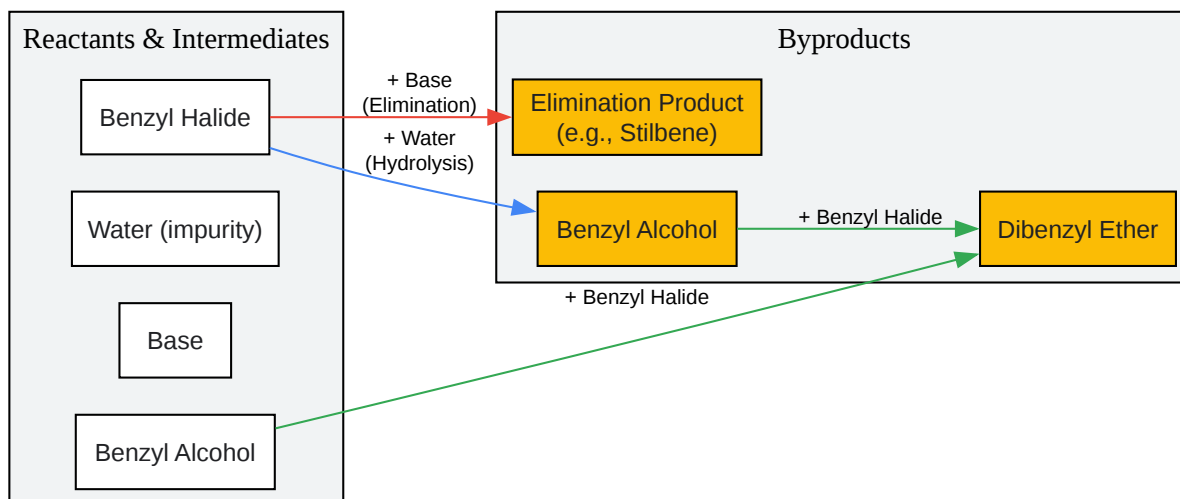 Reactants & Intermediates
Benzyl Halide
Water (impurity)
Base
Benzyl Alcohol
+ Base
(Elimination)
+ Water
(Hydrolysis)
+ Benzyl Halide
Byproducts
Elimination Product
(e.g., Stilbene)
Benzyl Alcohol
+ Benzyl Halide
Dibenzyl Ether